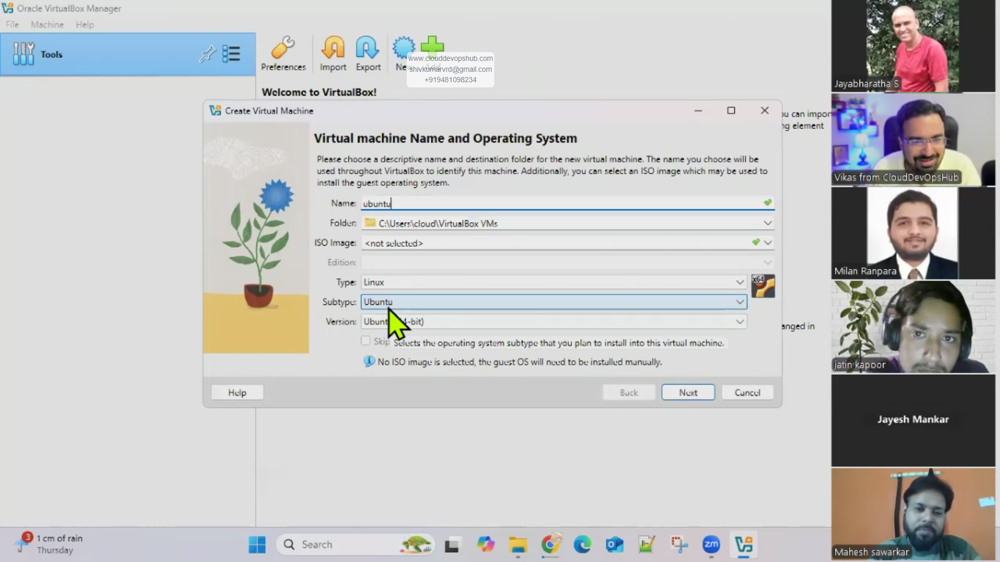 Oracle VirtualBox Manager
File Machine Help
Tools
Preferences Import Export
www.clouddevopshub.com
shivkumarvrd@gmail.com
+919481098234
Welcome to VirtualBox!
Create Virtual Machine
Virtual machine Name and Operating System
Please choose a descriptive name and destination folder for the new virtual machine. The name you choose will be
used throughout VirtualBox to identify this machine. Additionally, you can select an ISO image which may be used to
install the guest operating system.
Name: ubuntu
Folder: C:\Users\cloud\VirtualBox VMs
ISO Image: <not selected>
Edition:
Type: Linux
x64
Subtype: Ubuntu
Version: Ubunt 4-bit)
Skip
Selects the operating system subtype that you plan to install into this virtual machine.
No ISO image is selected, the guest OS will need to be installed manually.
Help Back Next Cancel
ou can impor
ng element
anged in
Jayabharatha S
Vikas from CloudDevOpsHub
Milan Ranpara
jatin kapoor
Jayesh Mankar
Mahesh sawarkar
3
1 cm of rain
Thursday
Search
zm